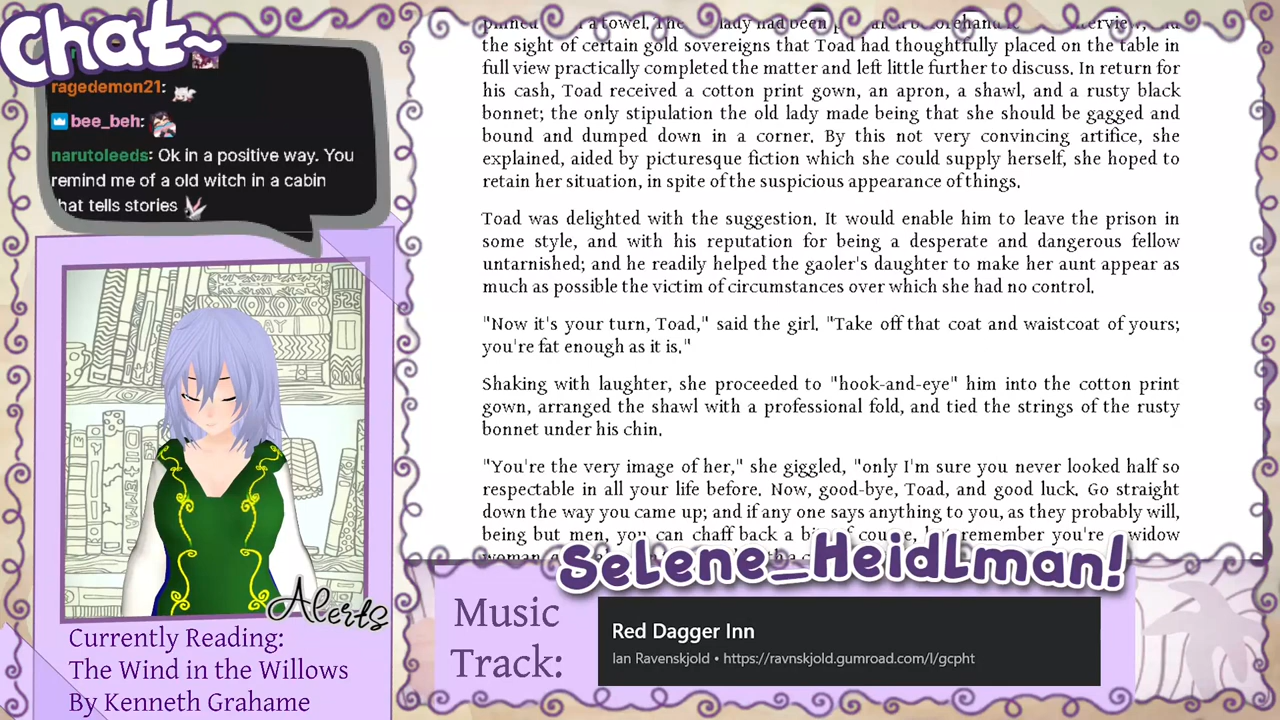 Chat~
ragedemon21:
bee_beh:
narutoleeds: Ok in a positive way. You
remind me of a old witch in a cabin
that tells stories
Alerts
Currently Reading:
The Wind in the Willows
By Kenneth Grahame
the sight of certain gold sovereigns that Toad had thoughtfully placed on the table in
full view practically completed the matter and left little further to discuss. In return for
his cash, Toad received a cotton print gown, an apron, a shawl, and a rusty black
bonnet; the only stipulation the old lady made being that she should be gagged and
bound and dumped down in a corner. By this not very convincing artifice, she
explained, aided by picturesque fiction which she could supply herself, she hoped to
retain her situation, in spite of the suspicious appearance of things.
Toad was delighted with the suggestion. It would enable him to leave the prison in
some style, and with his reputation for being a desperate and dangerous fellow
untarnished; and he readily helped the gaoler's daughter to make her aunt appear as
much as possible the victim of circumstances over which she had no control.
"Now it's your turn, Toad," said the girl. "Take off that coat and waistcoat of yours;
you're fat enough as it is."
Shaking with laughter, she proceeded to "hook-and-eye" him into the cotton print
gown, arranged the shawl with a professional fold, and tied the strings of the rusty
bonnet under his chin.
"You're the very image of her," she giggled, "only I'm sure you never looked half so
respectable in all your life before. Now, good-bye, Toad, and good luck. Go straight
down the way you came up; and if any one says anything to you, as they probably will,
being but men, you can chaff back a bit, of course, but remember you're a widow
Selene_Heidlman!
Music
Track:
Red Dagger Inn
Ian Ravenskjold • https://ravnskjold.gumroad.com/l/gcpht